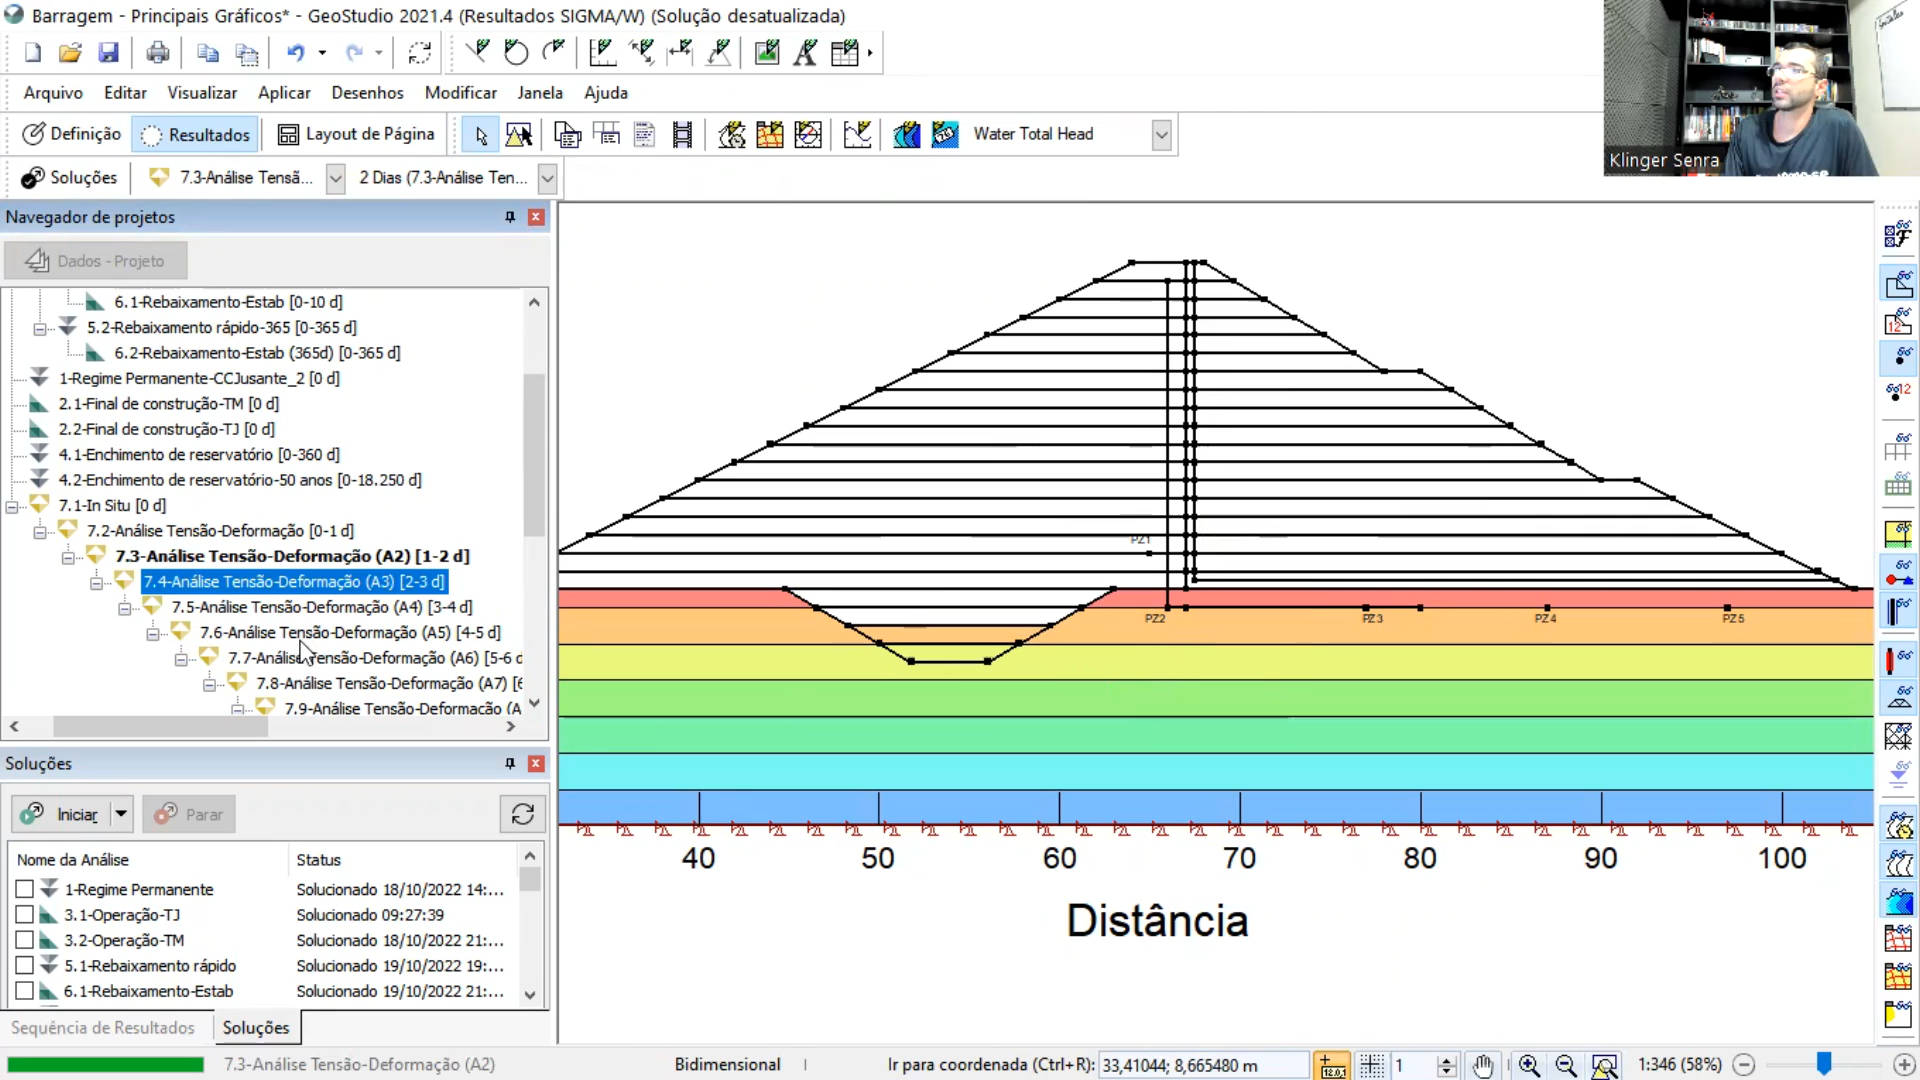 Barragem - Principais Gráficos* - GeoStudio 2021.4 (Resultados SIGMA/W) (Solução desatualizada)
Arquivo Editar Visualizar Aplicar Desenhos Modificar Janela Ajuda
Definição Resultados Layout de Página Water Total Head
Klinger Senra
Soluções 7.3-Análise Tensã... 2 Dias (7.3-Análise Ten...
Navegador de projetos
Dados - Projeto
6.1-Rebaixamento-Estab [0-10 d]
5.2-Rebaixamento rápido-365 [0-365 d]
6.2-Rebaixamento-Estab (365d) [0-365 d]
1-Regime Permanente-CCJusante_2 [0 d]
2.1-Final de construção-TM [0 d]
2.2-Final de construção-TJ [0 d]
4.1-Enchimento de reservatório [0-360 d]
4.2-Enchimento de reservatório-50 anos [0-18.250 d]
7.1-In Situ [0 d]
7.2-Análise Tensão-Deformação [0-1 d]
7.3-Análise Tensão-Deformação (A2) [1-2 d]
7.4-Análise Tensão-Deformação (A3) [2-3 d]
7.5-Análise Tensão-Deformação (A4) [3-4 d]
7.6-Análise Tensão-Deformação (A5) [4-5 d]
7.7-Análise Tensão-Deformação (A6) [5-6 d
7.8-Análise Tensão-Deformação (A7) [6
7.9-Análise Tensão-Deformação (A
PZ1
PZ2 PZ3 PZ4 PZ5
40 50 60 70 80 90 100
Distância
Soluções
Iniciar Parar
Nome da Análise Status
1-Regime Permanente Solucionado 18/10/2022 14:...
3.1-Operação-TJ Solucionado 09:27:39
3.2-Operação-TM Solucionado 18/10/2022 21:...
5.1-Rebaixamento rápido Solucionado 19/10/2022 19:...
6.1-Rebaixamento-Estab Solucionado 19/10/2022 21:...
Sequência de Resultados Soluções
7.3-Análise Tensão-Deformação (A2) Bidimensional Ir para coordenada (Ctrl+R): 33,41044; 8,665480 m 1 1:346 (58%)